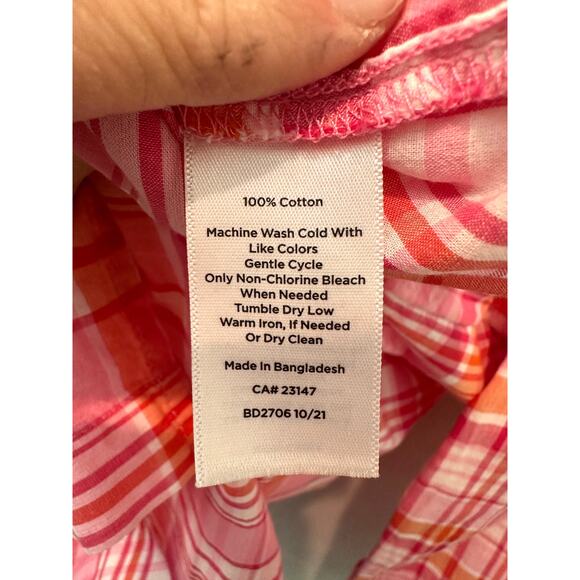 100% Cotton
Machine Wash Cold With
Like Colors
Gentle Cycle
Only Non-Chlorine Bleach
When Needed
Tumble Dry Low
Warm Iron, If Needed
Or Dry Clean
Made in Bangladesh
CA# 23147
BD2706 10/21